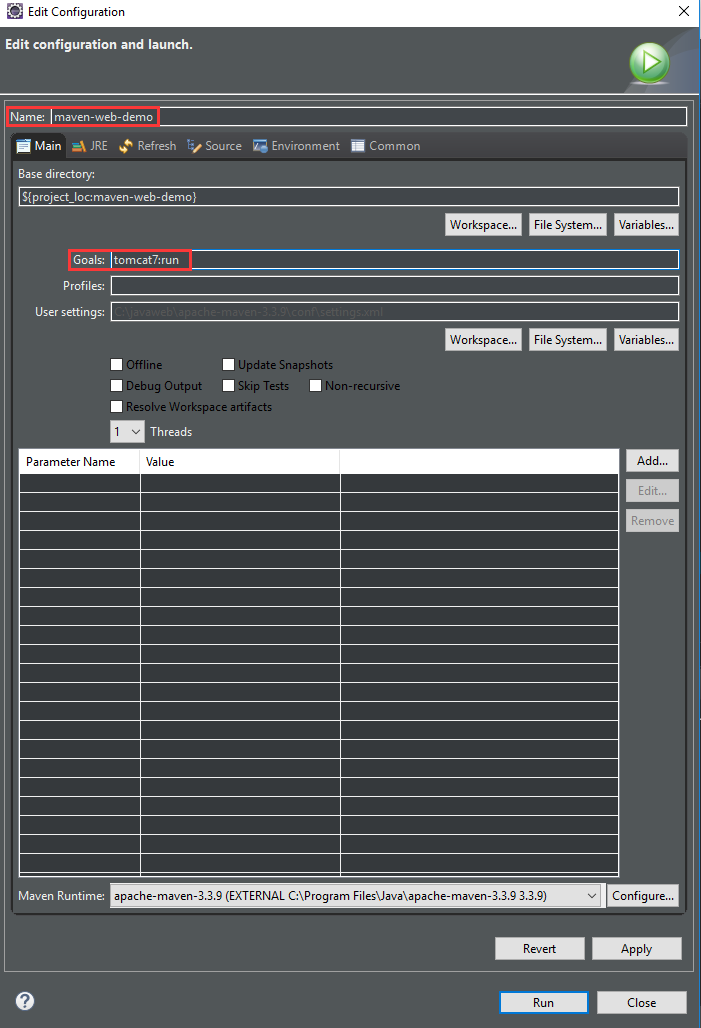 Edit Configuration
Edit configuration and launch.
Name: maven-web-demo
Main JRE Refresh Source Environment Common
Base directory:
${project_loc:maven-web-demo}
Workspace... File System... Variables...
Goals: tomcat7:run
Profiles:
User settings: C:\javaweb\apache-maven-3.3.9\conf\settings.xml
Workspace... File System... Variables...
Offline Update Snapshots
Debug Output Skip Tests Non-recursive
Resolve Workspace artifacts
1 Threads
Parameter Name Value Add...
Edit...
Remove
Maven Runtime: apache-maven-3.3.9 (EXTERNAL C:\Program Files\Java\apache-maven-3.3.9 3.3.9) Configure...
Revert Apply
? Run Close